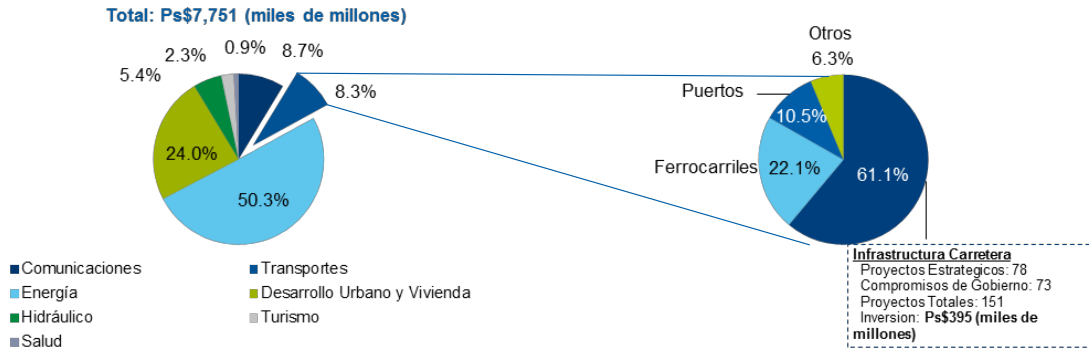 Total: Ps$7,751 (miles de millones)
0.9%
2.3%
8.7%
5.4%
8.3%
24.0%
50.3%
Otros
6.3%
Puertos
10.5%
Ferrocarriles
22.1%
61.1%
Comunicaciones
Transportes
Energía
Desarrollo Urbano y Vivienda
Hidráulico
Turismo
Salud
Infrastructura Carretera
Proyectos Estrategicos: 78
Compromisos de Gobierno: 73
Proyectos Totales: 151
Inversion: Ps$395 (miles de
millones)